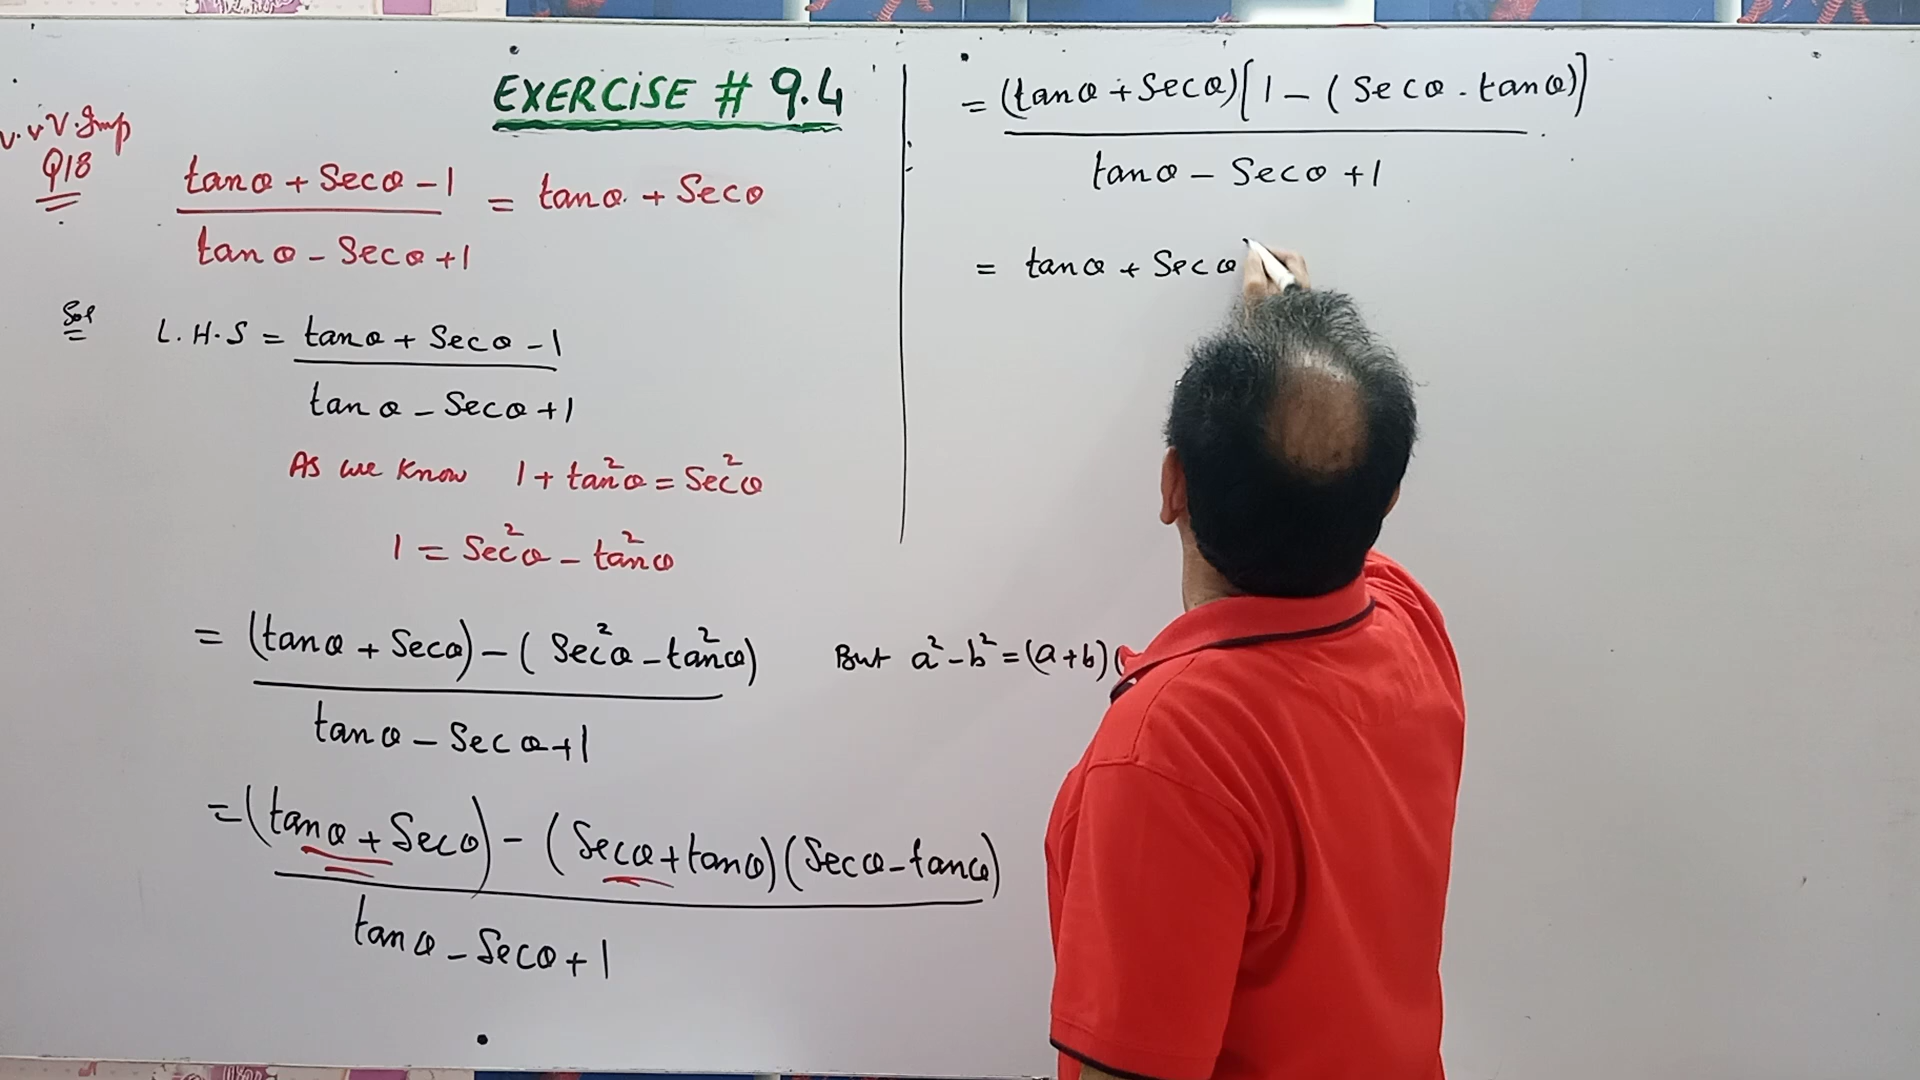 EXERCISE # 9.4
V.V.V.Imp
Q18
tanθ + Secθ - 1
tanθ - Secθ + 1
= tanθ + Secθ
Sol
L.H.S = tanθ + Secθ - 1
tanθ - Secθ + 1
As we know 1 + tan²θ = Sec²θ
1 = Sec²θ - tan²θ
= (tanθ + Secθ) - (Sec²θ - tan²θ)
tanθ - Secθ + 1
But a² - b² = (a + b)(
= (tanθ + Secθ) - (Secθ + tanθ)(Secθ - tanθ)
tanθ - Secθ + 1
= (tanθ + Secθ)[1 - (Secθ - tanθ)]
tanθ - Secθ + 1
= tanθ + Secθ